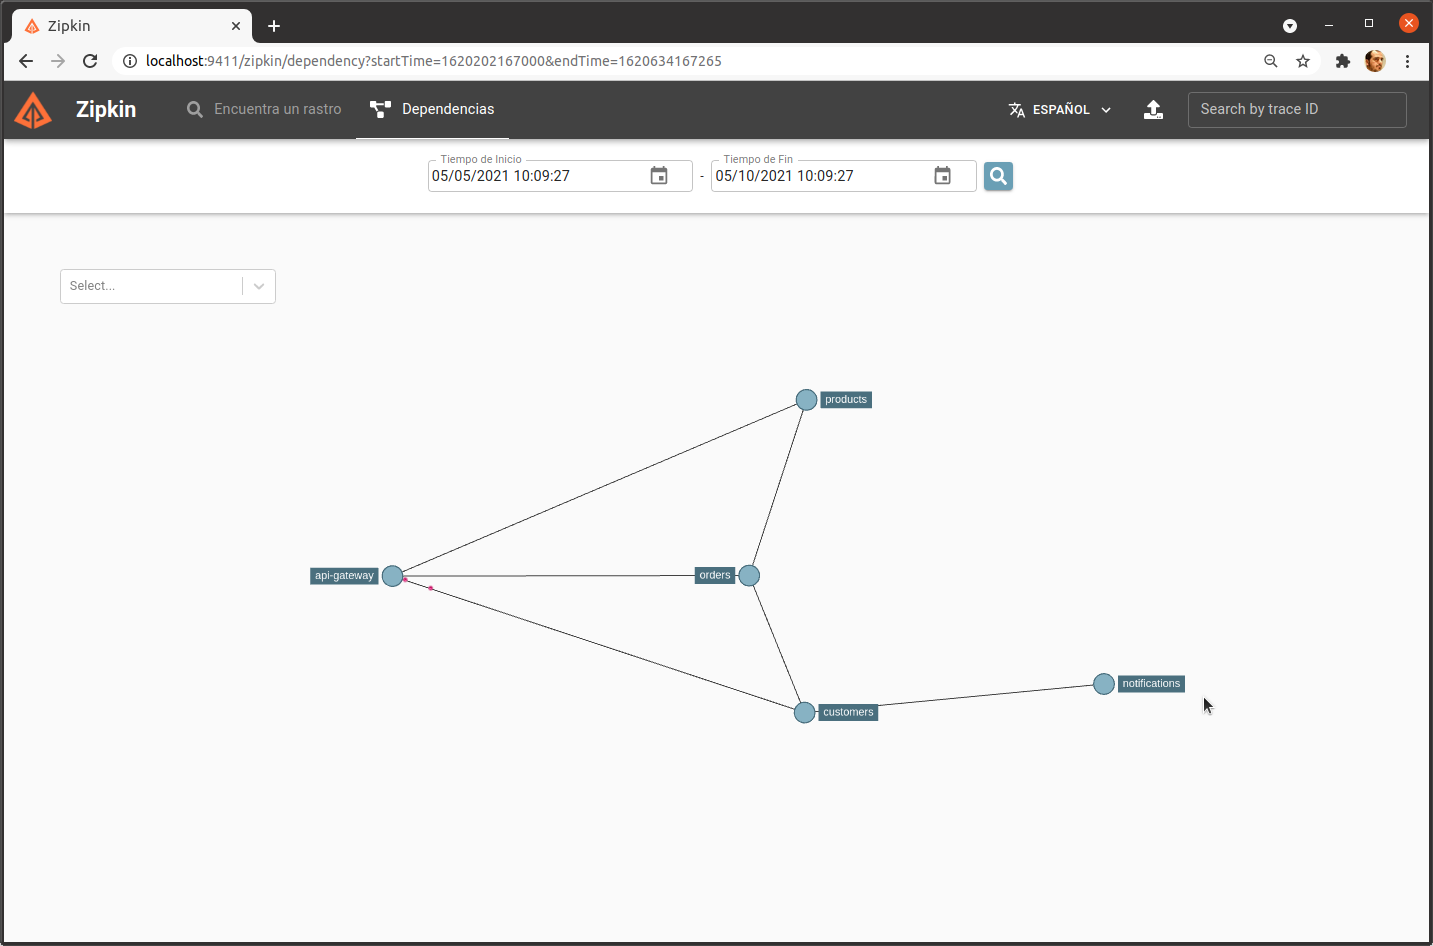 Zipkin
localhost:9411/zipkin/dependency?startTime=1620202167000&endTime=1620634167265
Zipkin
Encuentra un rastro
Dependencias
ESPAÑOL
Search by trace ID
Tiempo de Inicio
05/05/2021 10:09:27
-
Tiempo de Fin
05/10/2021 10:09:27
Select...
products
api-gateway
orders
notifications
customers